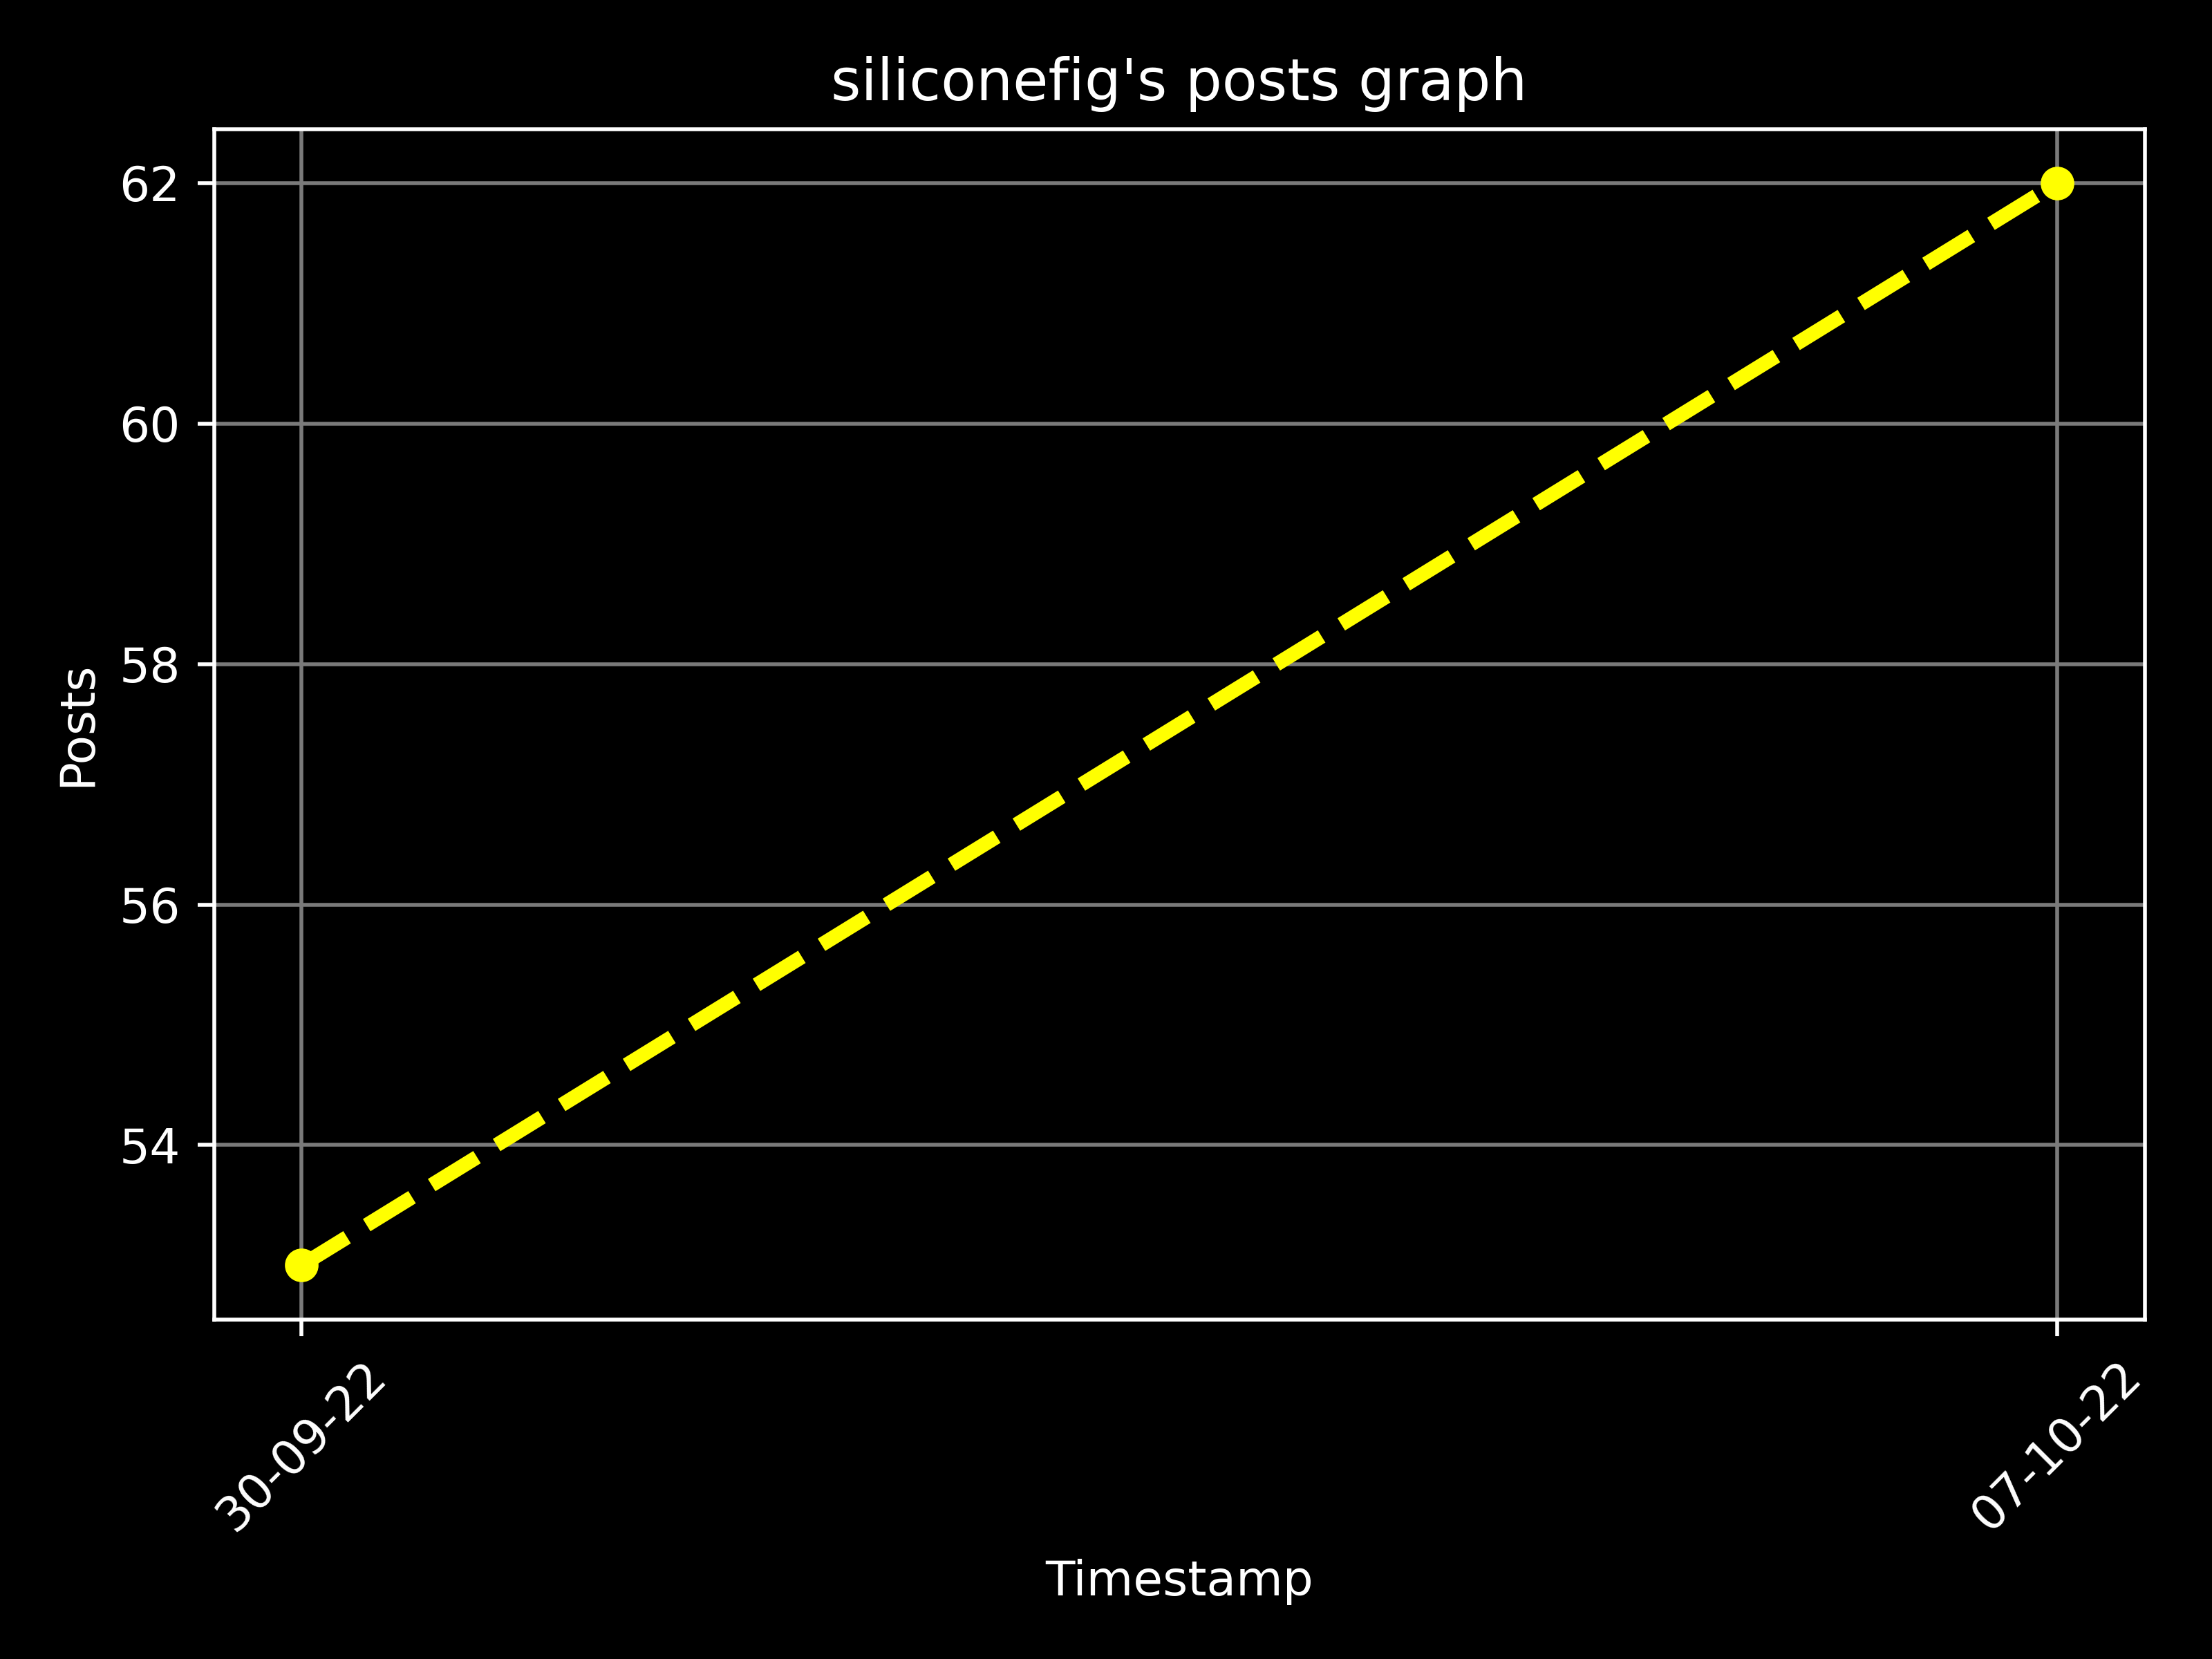 siliconefig's posts graph
62
60
58
56
54
Posts
30-09-22
07-10-22
Timestamp